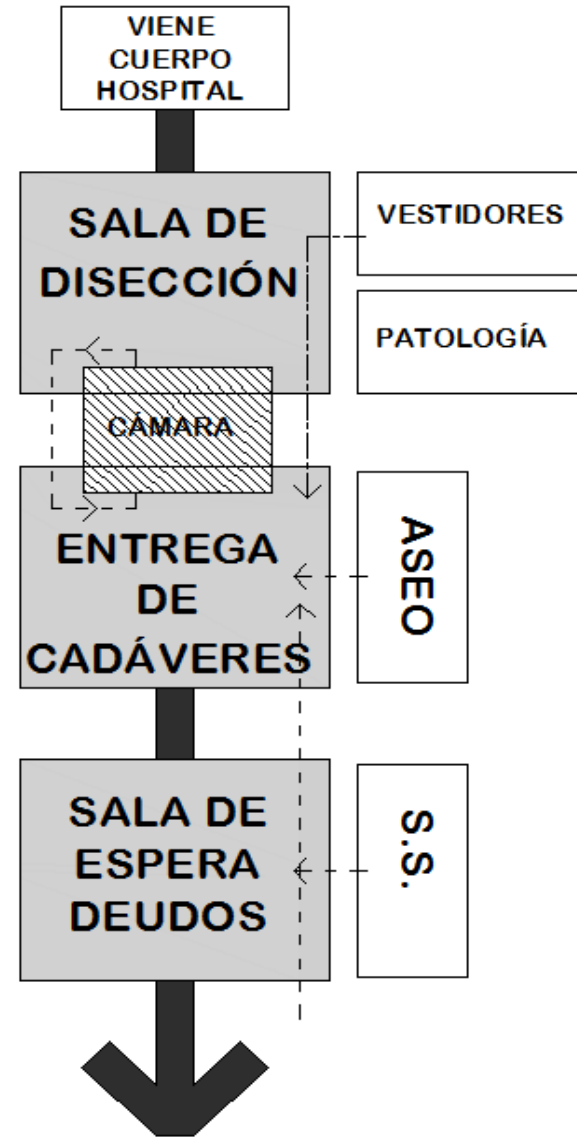 VIENE
CUERPO
HOSPITAL
SALA DE
DISECCIÓN
VESTIDORES
PATOLOGÍA
CÁMARA
ENTREGA
DE
CADÁVERES
ASEO
SALA DE
ESPERA
DEUDOS
S.S.